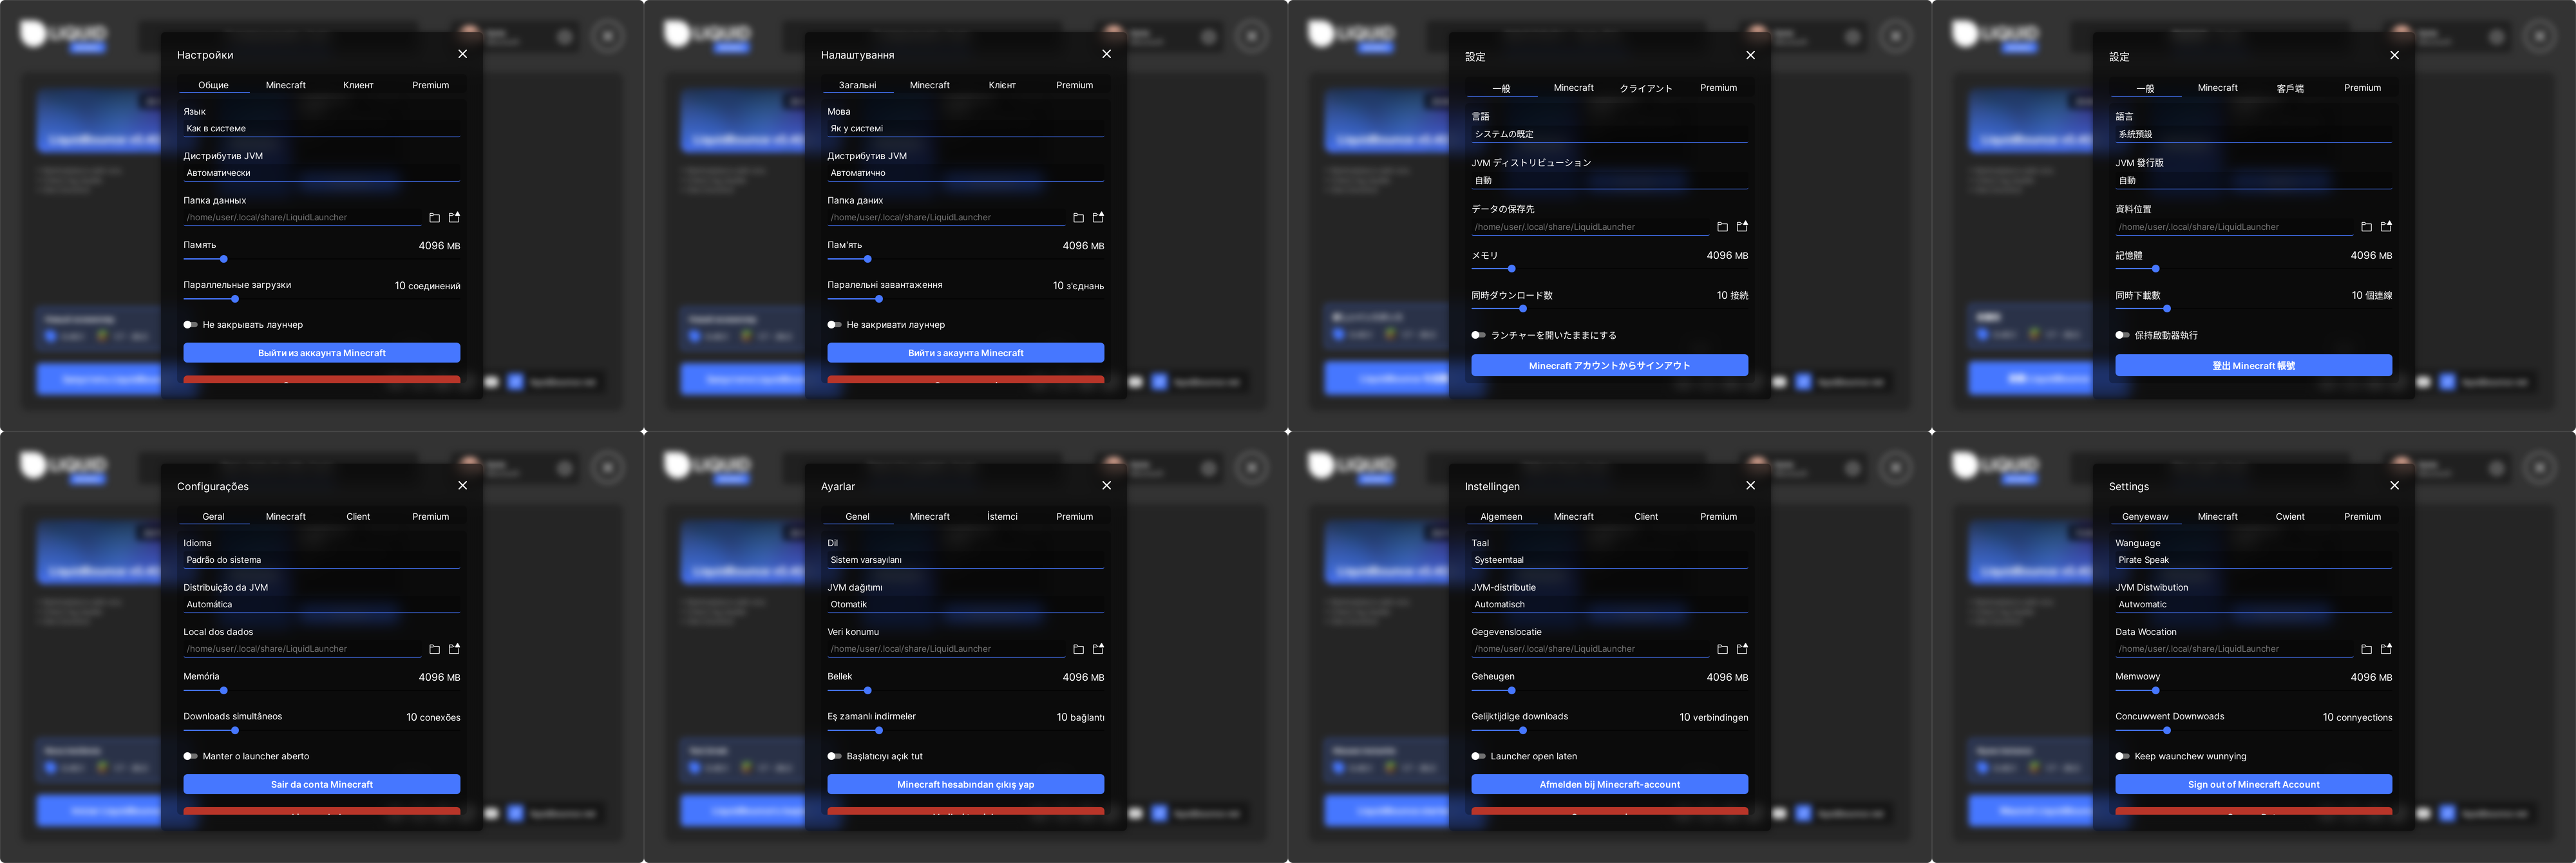 Настройки
Общие Minecraft Клиент Premium
Язык
Как в системе
Дистрибутив JVM
Автоматически
Папка данных
/home/user/.local/share/LiquidLauncher
Память 4096 MB
Параллельные загрузки 10 соединений
Не закрывать лаунчер
Выйти из аккаунта Minecraft
Налаштування
Загальні Minecraft Клієнт Premium
Мова
Як у системі
Дистрибутив JVM
Автоматично
Папка даних
/home/user/.local/share/LiquidLauncher
Пам'ять 4096 MB
Паралельні завантаження 10 з'єднань
Не закривати лаунчер
Вийти з акаунта Minecraft
設定
一般 Minecraft クライアント Premium
言語
システムの既定
JVM ディストリビューション
自動
データの保存先
/home/user/.local/share/LiquidLauncher
メモリ 4096 MB
同時ダウンロード数 10 接続
ランチャーを開いたままにする
Minecraft アカウントからサインアウト
設定
一般 Minecraft 客戶端 Premium
語言
系統預設
JVM 發行版
自動
資料位置
/home/user/.local/share/LiquidLauncher
記憶體 4096 MB
同時下載數 10 個連線
保持啟動器執行
登出 Minecraft 帳號
LIQUID
Configurações
Geral Minecraft Client Premium
Idioma
Padrão do sistema
Distribuição da JVM
Automática
Local dos dados
/home/user/.local/share/LiquidLauncher
Memória 4096 MB
Downloads simultâneos 10 conexões
Manter o launcher aberto
Sair da conta Minecraft
Ayarlar
Genel Minecraft İstemci Premium
Dil
Sistem varsayılanı
JVM dağıtımı
Otomatik
Veri konumu
/home/user/.local/share/LiquidLauncher
Bellek 4096 MB
Eş zamanlı indirmeler 10 bağlantı
Başlatıcıyı açık tut
Minecraft hesabından çıkış yap
Instellingen
Algemeen Minecraft Client Premium
Taal
Systeemtaal
JVM-distributie
Automatisch
Gegevenslocatie
/home/user/.local/share/LiquidLauncher
Geheugen 4096 MB
Gelijktijdige downloads 10 verbindingen
Launcher open laten
Afmelden bij Minecraft-account
Settings
Genyewaw Minecraft Cwient Premium
Wanguage
Pirate Speak
JVM Distwibution
Autwomatic
Data Wocation
/home/user/.local/share/LiquidLauncher
Memwowy 4096 MB
Concuwwent Downwoads 10 connyections
Keep waunchew wunnying
Sign out of Minecraft Account